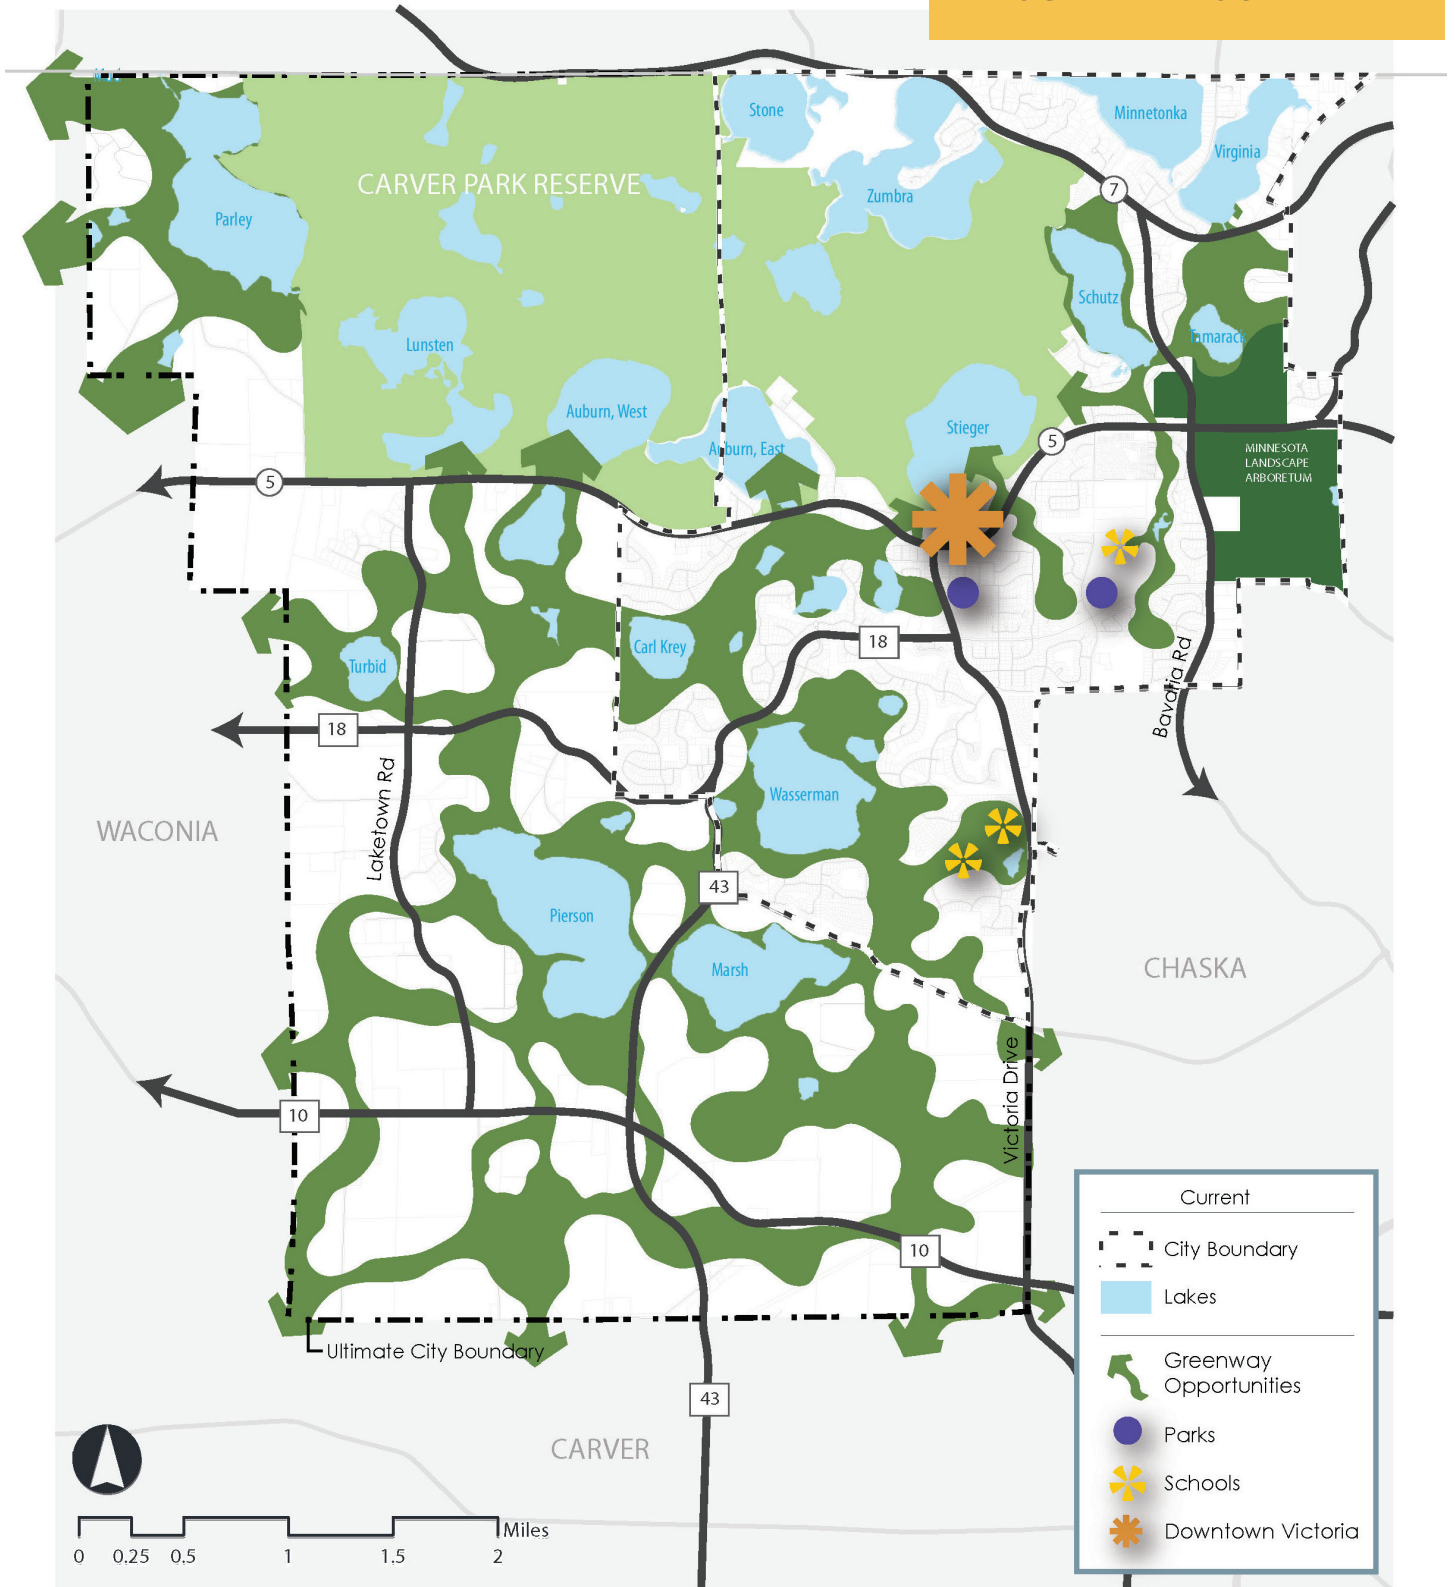 Stone
Minnetonka
Virginia
CARVER PARK RESERVE
7
Zumbra
Parley
Schutz
Tamarack
Lunsten
Auburn, West
Stieger
Auburn, East
5
MINNESOTA
LANDSCAPE
ARBORETUM
5
Carl Krey
18
Turbid
Bavaria Rd
18
Laketown Rd
Wasserman
WACONIA
43
Pierson
Marsh
CHASKA
Victoria Drive
10
10
Ultimate City Boundary
43
CARVER
Current
City Boundary
Lakes
Greenway
Opportunities
Parks
Schools
Downtown Victoria
Miles
0 0.25 0.5 1 1.5 2